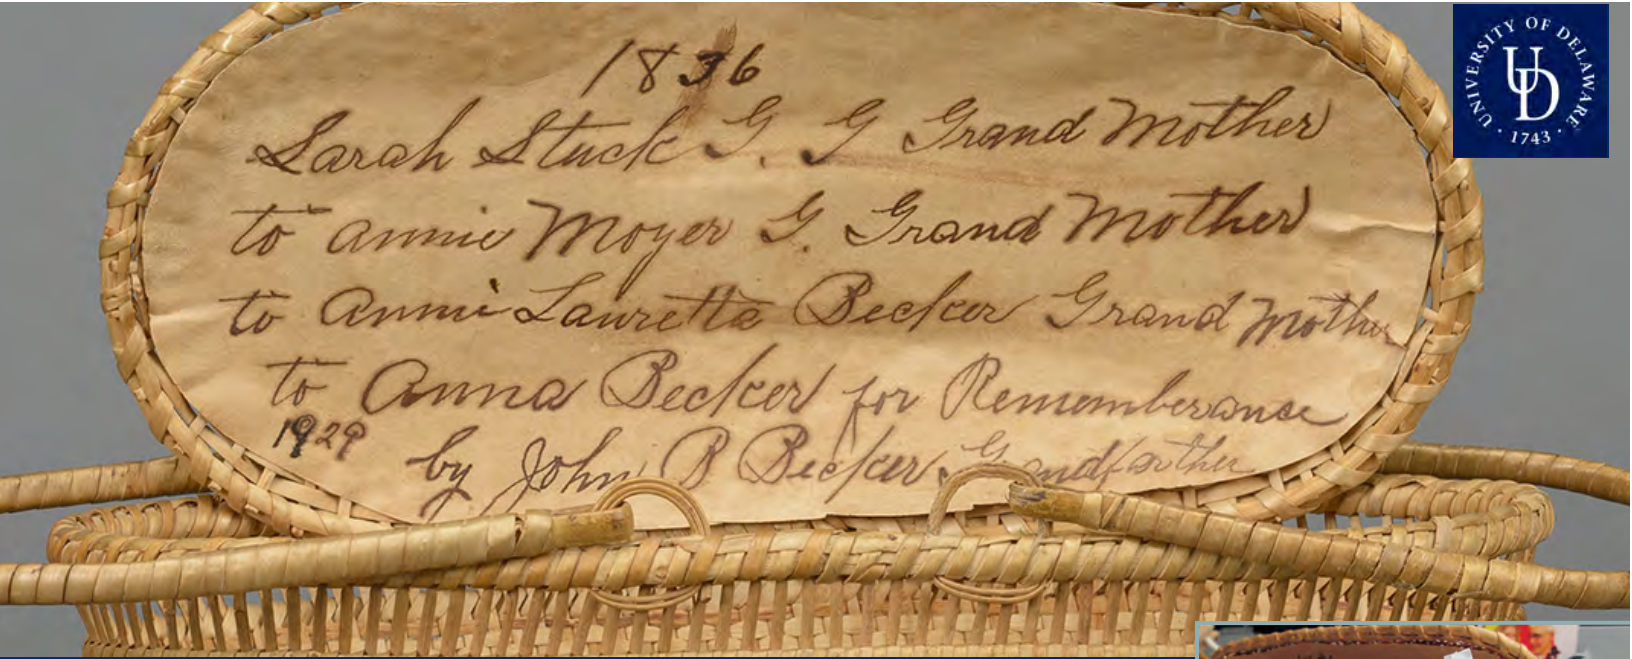 1836
Sarah Stuck G. G Grand Mother
to annie Moyer G. Grand Mother
to Annie Lauretta Becker Grand Mother
to Anna Becker for Rememberance
1929
by John B Becker Grandfather
UNIVERSITY OF DELAWARE
UD
· 1743 ·